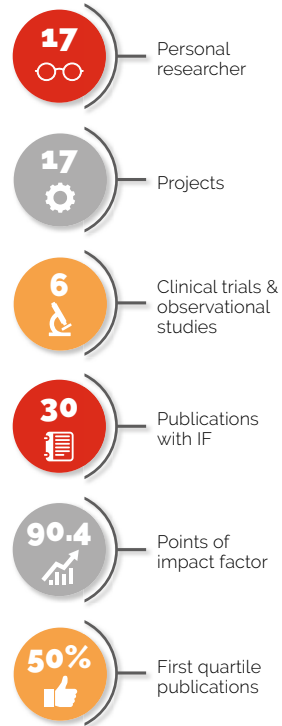 17
Personal
researcher
17
Projects
6
Clinical trials &
observational
studies
30
Publications
with IF
90.4
Points of
impact factor
50%
First quartile
publications